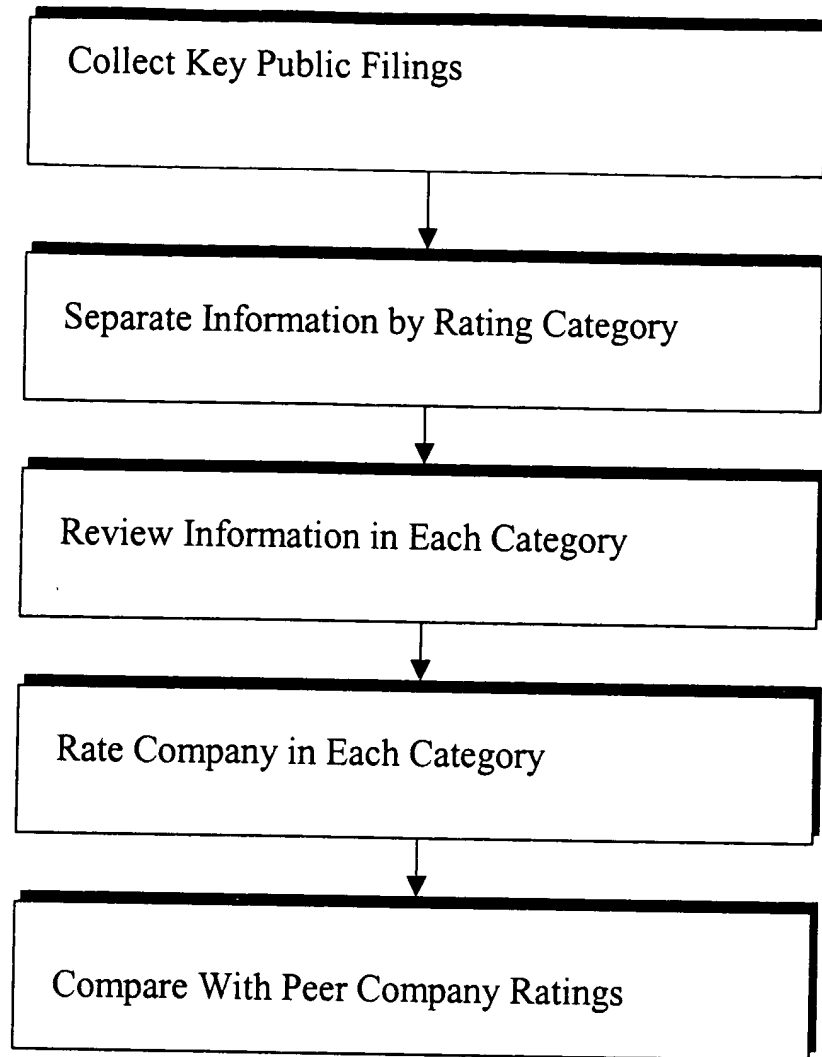 Collect Key Public Filings
Separate Information by Rating Category
Review Information in Each Category
Rate Company in Each Category
Compare With Peer Company Ratings